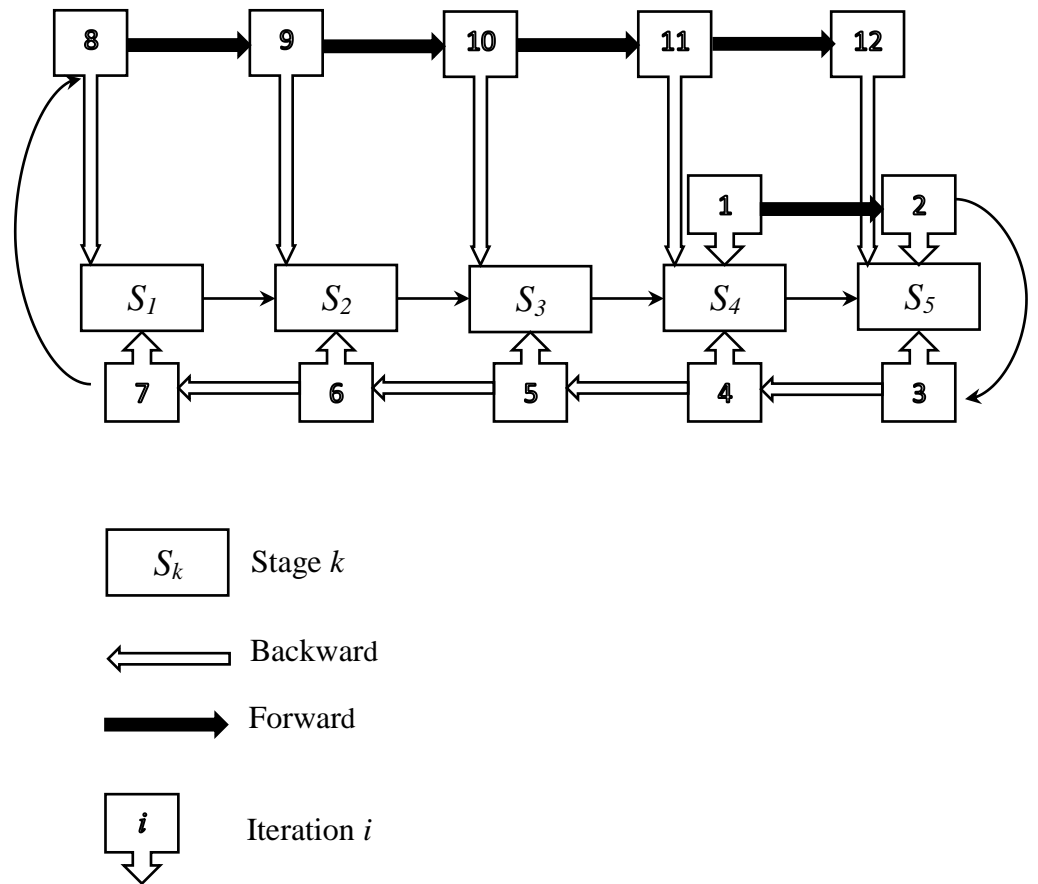 8 9 10 11 12
1 2
S1 S2 S3 S4 S5
7 6 5 4 3
Sk Stage k
Backward
Forward
i Iteration i